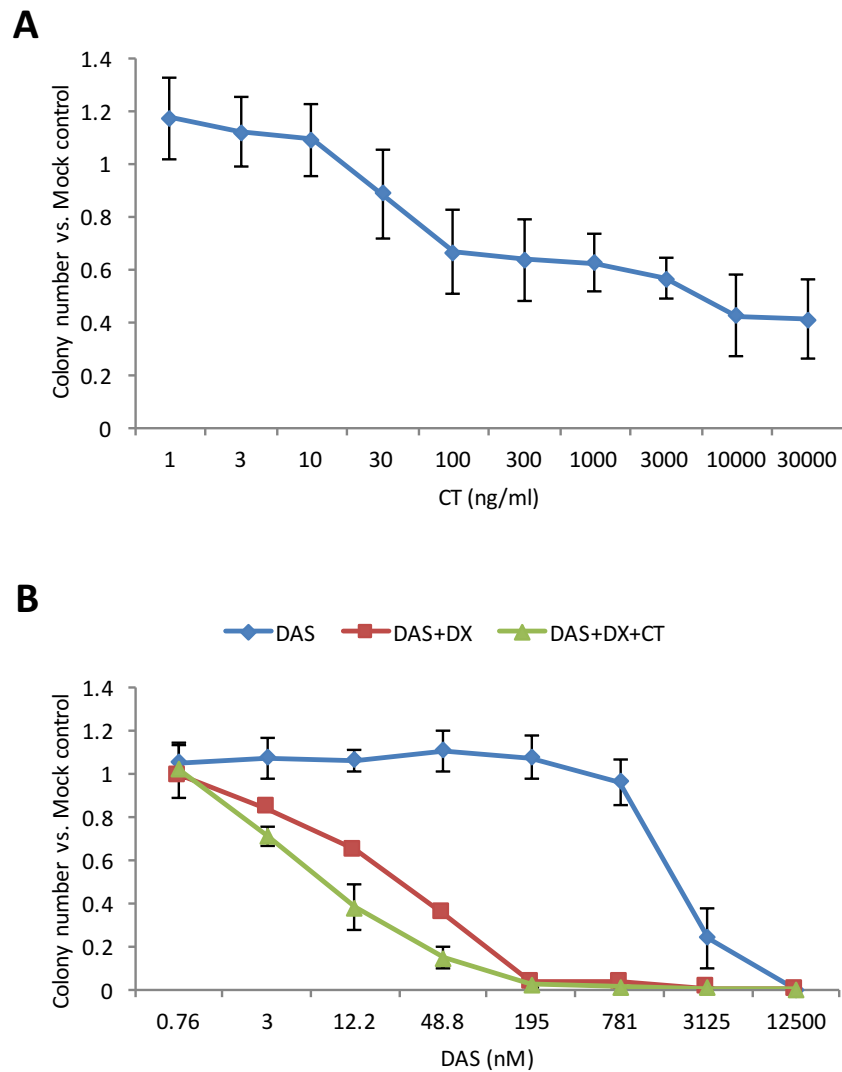 A
Colony number vs. Mock control
1.4
1.2
1
0.8
0.6
0.4
0.2
0
1 3 10 30 100 300 1000 3000 10000 30000
CT (ng/ml)
B
DAS DAS+DX DAS+DX+CT
Colony number vs. Mock control
1.4
1.2
1
0.8
0.6
0.4
0.2
0
0.76 3 12.2 48.8 195 781 3125 12500
DAS (nM)